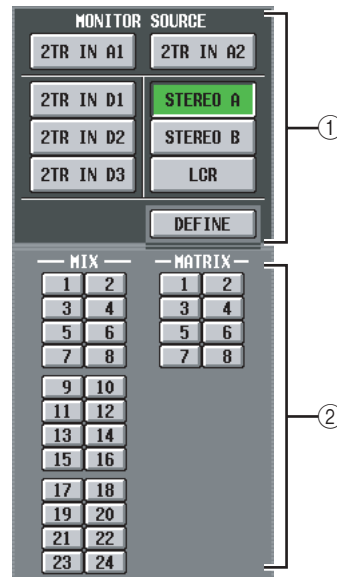 MONITOR SOURCE
2TR IN A1 2TR IN A2
2TR IN D1 STEREO A
2TR IN D2 STEREO B
2TR IN D3 LCR
DEFINE
MIX MATRIX
1 2 1 2
3 4 3 4
5 6 5 6
7 8 7 8
9 10
11 12
13 14
15 16
17 18
19 20
21 22
23 24
①
②